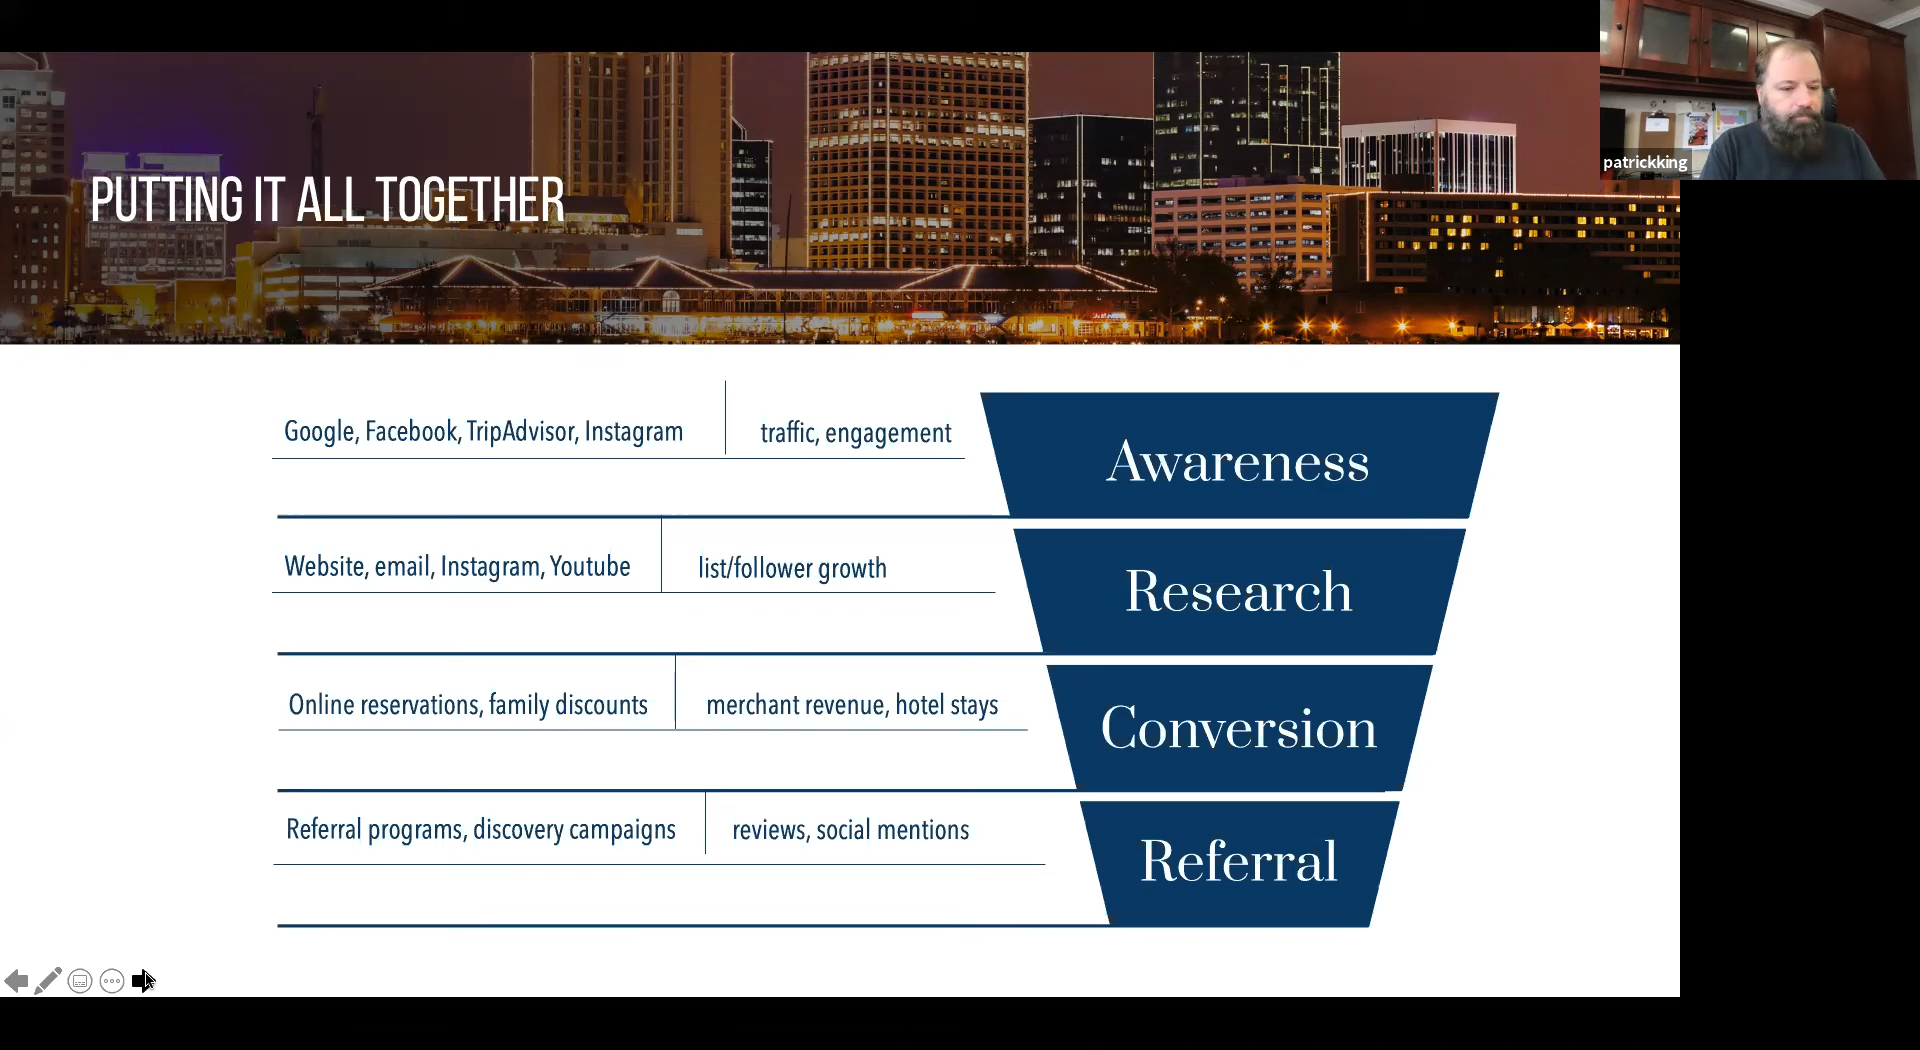 patrickking
PUTTING IT ALL TOGETHER
Google, Facebook, TripAdvisor, Instagram
traffic, engagement
Awareness
Website, email, Instagram, Youtube
list/follower growth
Research
Online reservations, family discounts
merchant revenue, hotel stays
Conversion
Referral programs, discovery campaigns
reviews, social mentions
Referral